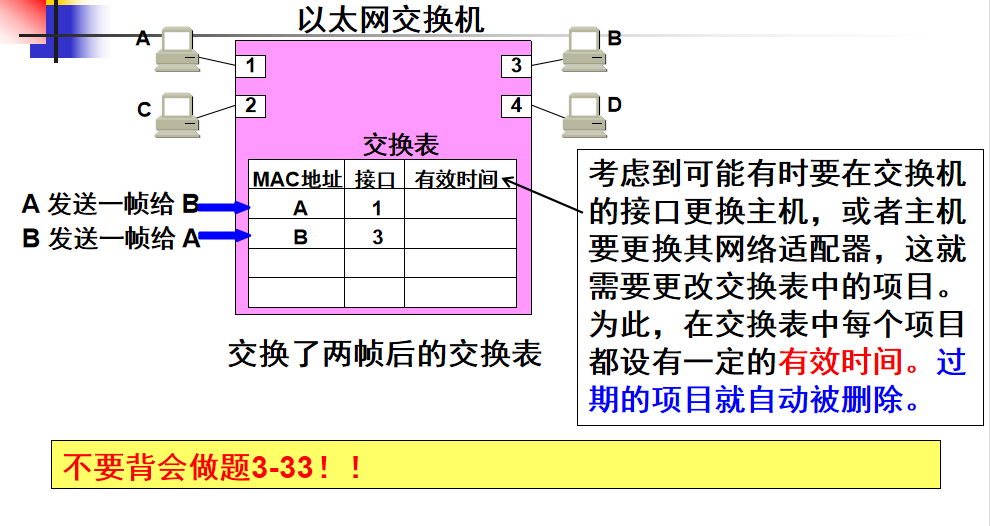 以太网交换机
A
B
1
3
C
D
2
4
交换表
MAC地址 接口 有效时间
A 发送一帧给 B
A 1
B 发送一帧给 A
B 3
交换了两帧后的交换表
考虑到可能有时要在交换机
的接口更换主机，或者主机
要更换其网络适配器，这就
需要更改交换表中的项目。
为此，在交换表中每个项目
都设有一定的有效时间。过
期的项目就自动被删除。
不要背会做题3-33！！